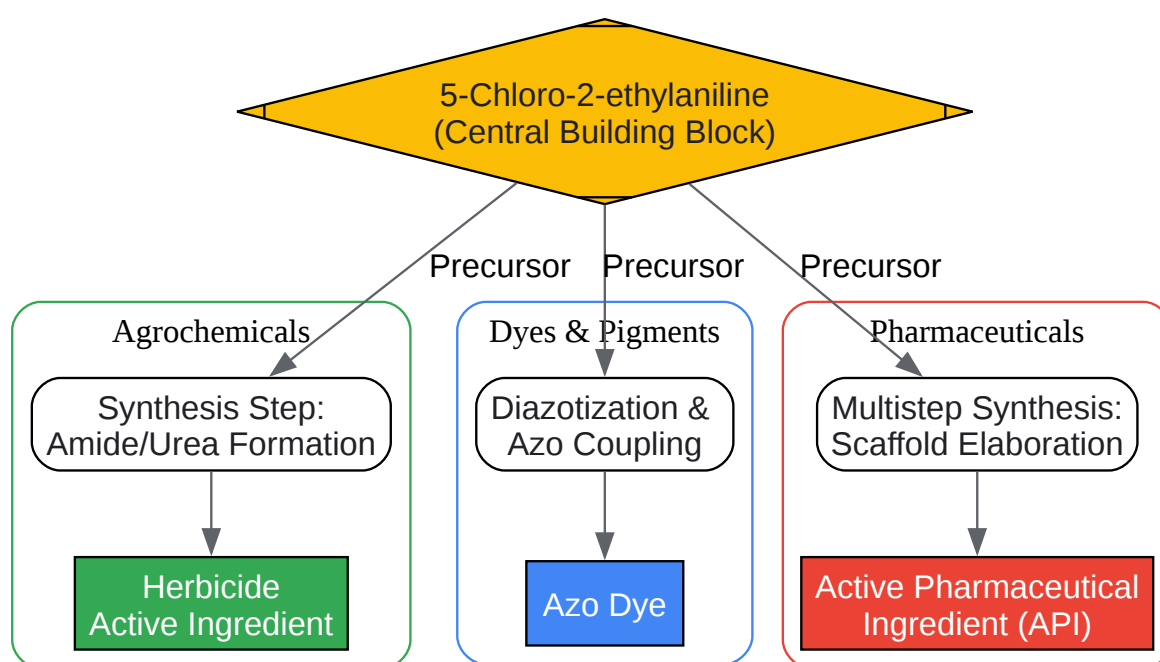 5-Chloro-2-ethylaniline
(Central Building Block)
Precursor Precursor Precursor
Agrochemicals
Dyes & Pigments
Pharmaceuticals
Synthesis Step:
Amide/Urea Formation
Diazotization &
Azo Coupling
Multistep Synthesis:
Scaffold Elaboration
Herbicide
Active Ingredient
Azo Dye
Active Pharmaceutical
Ingredient (API)